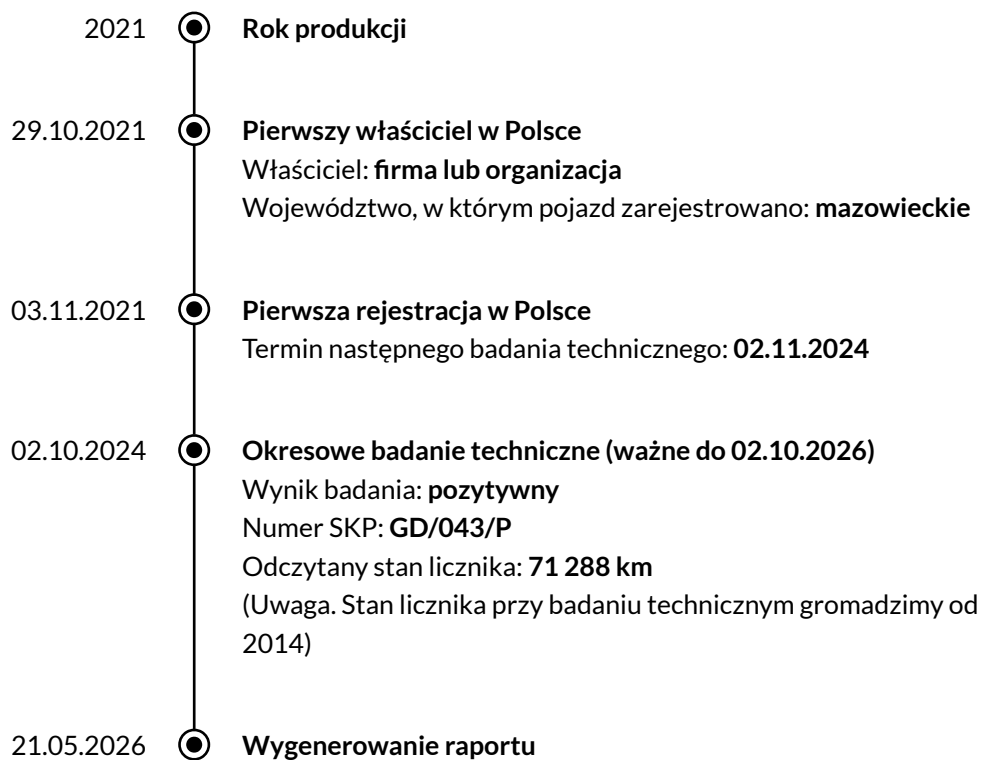 2021 Rok produkcji
29.10.2021 Pierwszy właściciel w Polsce
Właściciel: firma lub organizacja
Województwo, w którym pojazd zarejestrowano: mazowieckie
03.11.2021 Pierwsza rejestracja w Polsce
Termin następnego badania technicznego: 02.11.2024
02.10.2024 Okresowe badanie techniczne (ważne do 02.10.2026)
Wynik badania: pozytywny
Numer SKP: GD/043/P
Odczytany stan licznika: 71 288 km
(Uwaga. Stan licznika przy badaniu technicznym gromadzimy od
2014)
21.05.2026 Wygenerowanie raportu